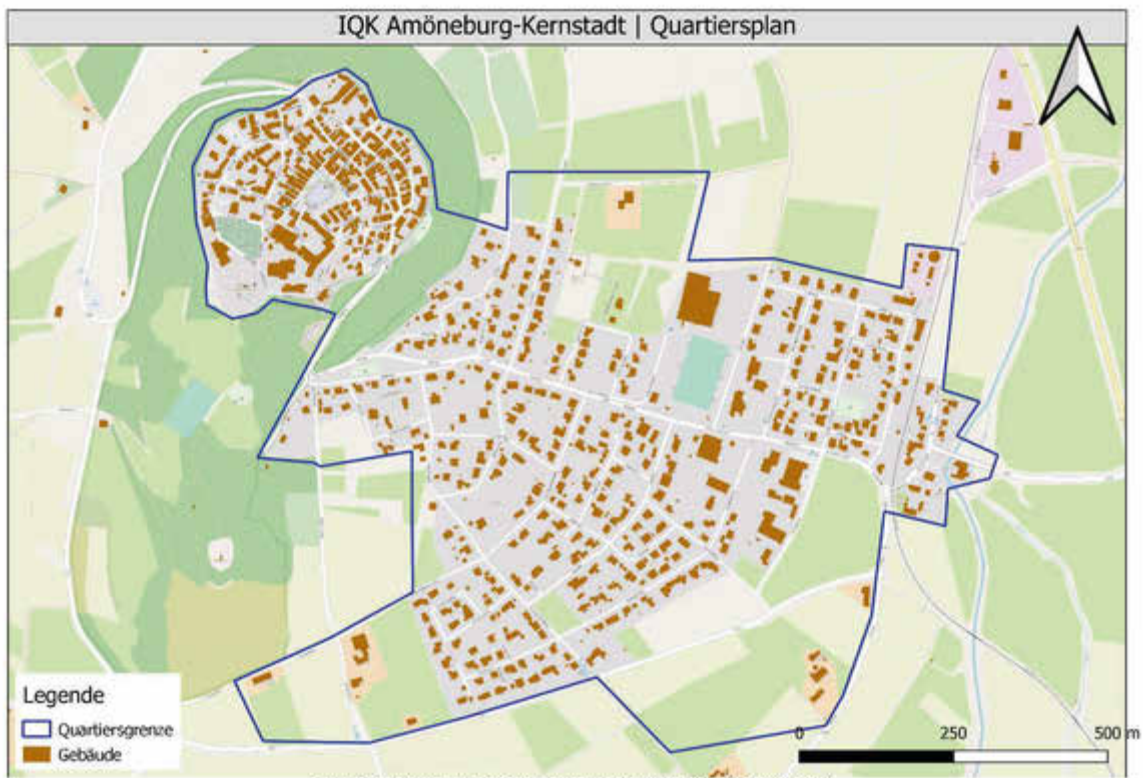 IQK Amöneburg-Kernstadt | Quartiersplan
Legende
Quartiersgrenze
Gebäude
0 250 500 m